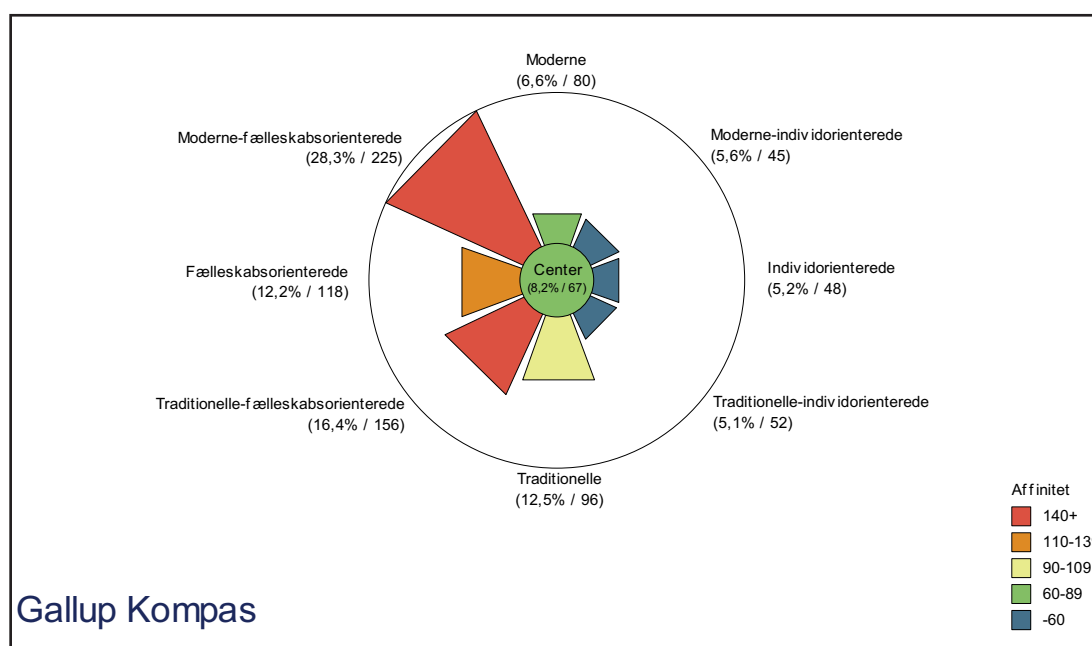 Moderne
(6,6% / 80)
Moderne-fælleskabsorienterede
(28,3% / 225)
Moderne-individorienterede
(5,6% / 45)
Fælleskabsorienterede
(12,2% / 118)
Center
(8,2% / 67)
Individorienterede
(5,2% / 48)
Traditionelle-fælleskabsorienterede
(16,4% / 156)
Traditionelle-individorienterede
(5,1% / 52)
Traditionelle
(12,5% / 96)
Affinitet
140+
110-13
90-109
60-89
-60
Gallup Kompas